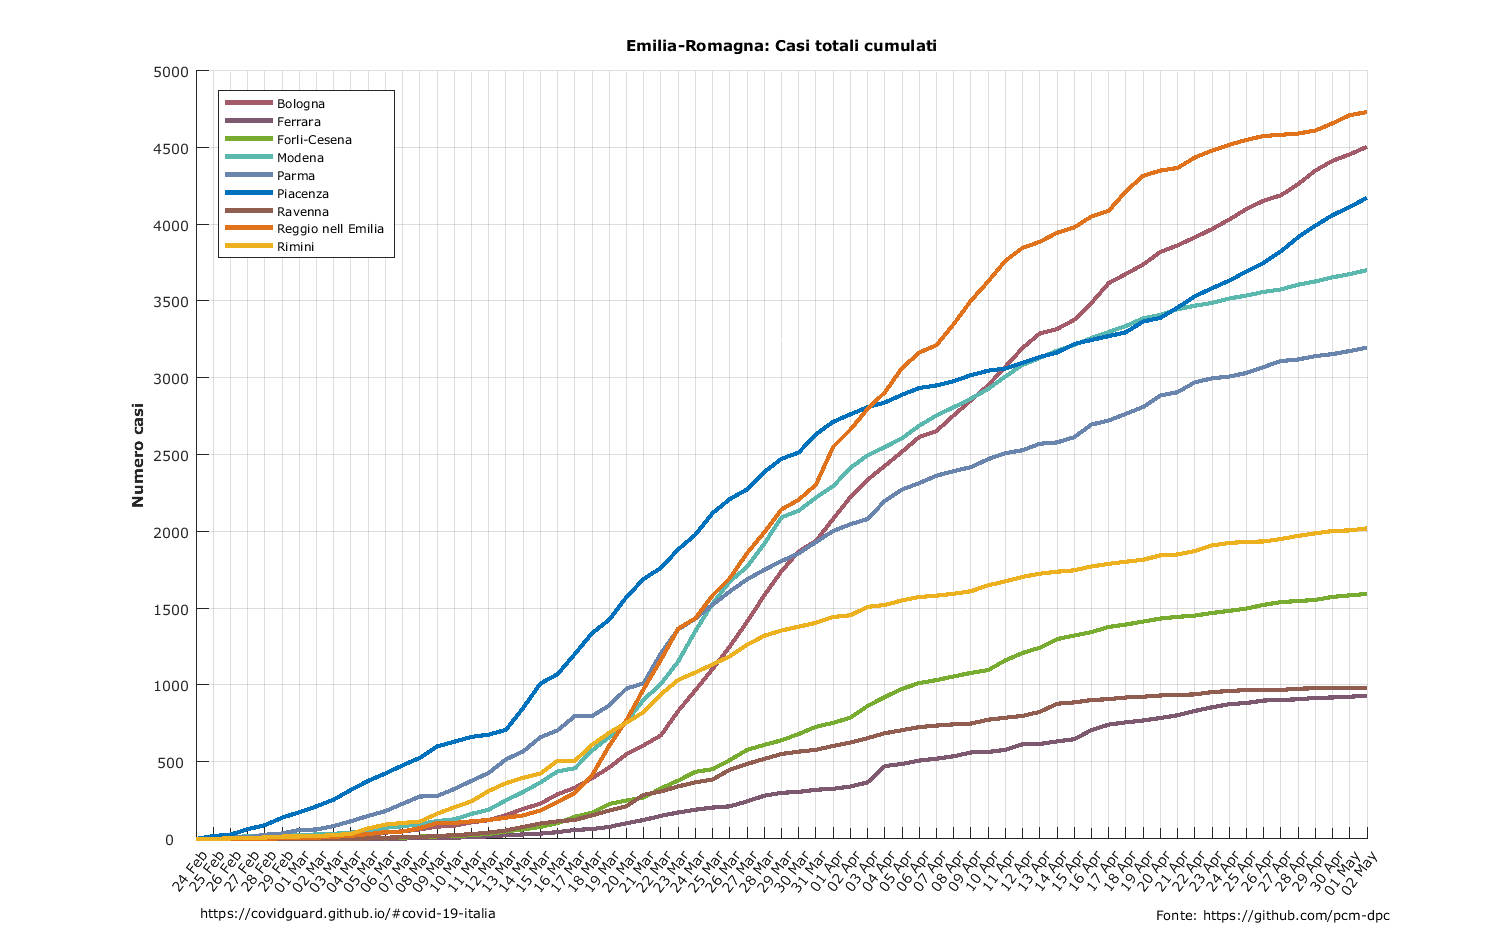 Emilia-Romagna: Casi totali cumulati
5000
4500
4000
3500
3000
2500
2000
1500
1000
500
0
Numero casi
Bologna
Ferrara
Forlì-Cesena
Modena
Parma
Piacenza
Ravenna
Reggio nell Emilia
Rimini
24 Feb
25 Feb
26 Feb
27 Feb
28 Feb
29 Feb
01 Mar
02 Mar
03 Mar
04 Mar
05 Mar
06 Mar
07 Mar
08 Mar
09 Mar
10 Mar
11 Mar
12 Mar
13 Mar
14 Mar
15 Mar
16 Mar
17 Mar
18 Mar
19 Mar
20 Mar
21 Mar
22 Mar
23 Mar
24 Mar
25 Mar
26 Mar
27 Mar
28 Mar
29 Mar
30 Mar
31 Mar
01 Apr
02 Apr
03 Apr
04 Apr
05 Apr
06 Apr
07 Apr
08 Apr
09 Apr
10 Apr
11 Apr
12 Apr
13 Apr
14 Apr
15 Apr
16 Apr
17 Apr
18 Apr
19 Apr
20 Apr
21 Apr
22 Apr
23 Apr
24 Apr
25 Apr
26 Apr
27 Apr
28 Apr
29 Apr
30 Apr
01 May
02 May
https://covidguard.github.io/#covid-19-italia
Fonte: https://github.com/pcm-dpc